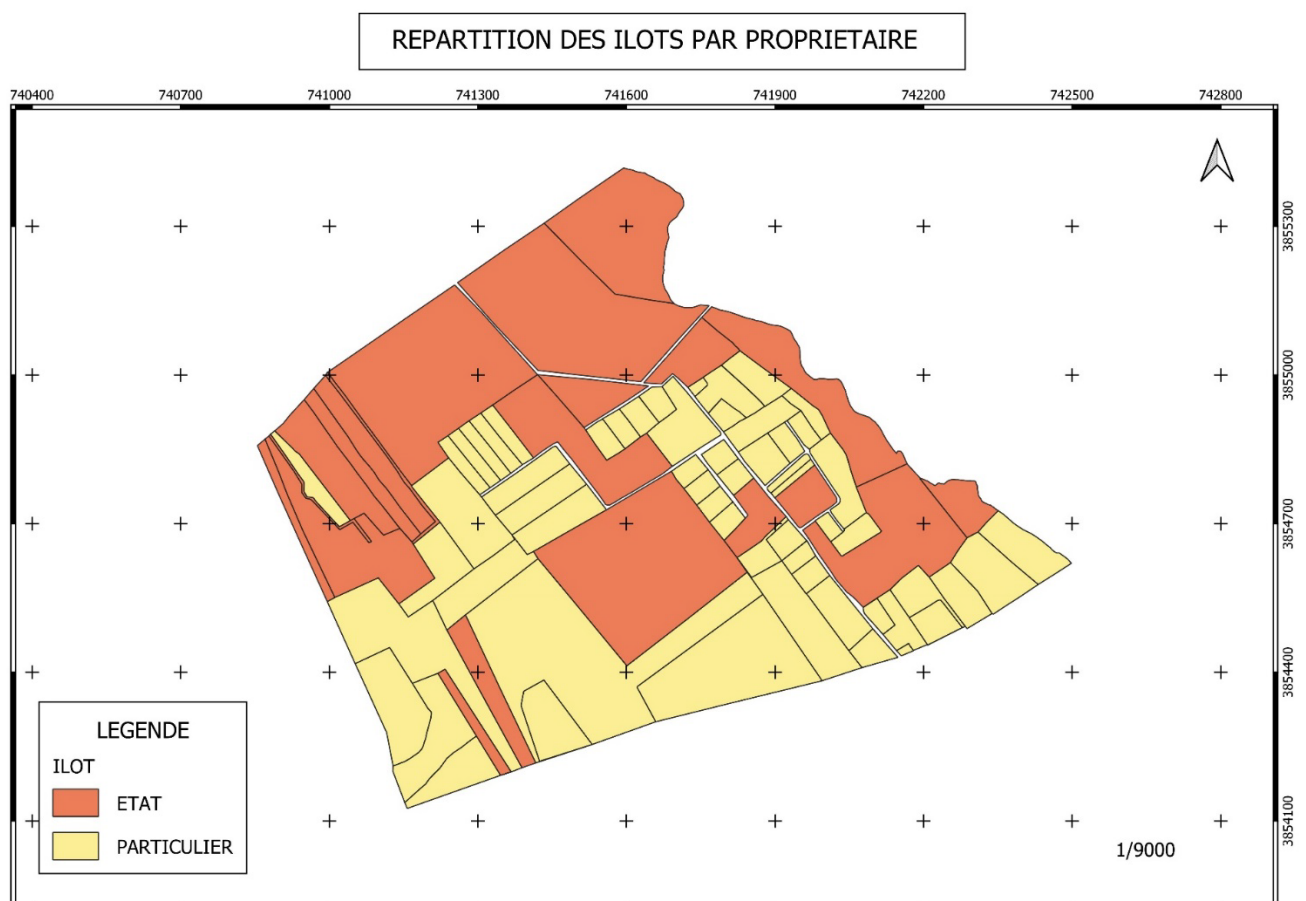 REPARTITION DES ILOTS PAR PROPRIETAIRE
740400 740700 741000 741300 741600 741900 742200 742500 742800
3855300
3855000
3854700
3854400
3854100
LEGENDE
ILOT
ETAT
PARTICULIER
1/9000